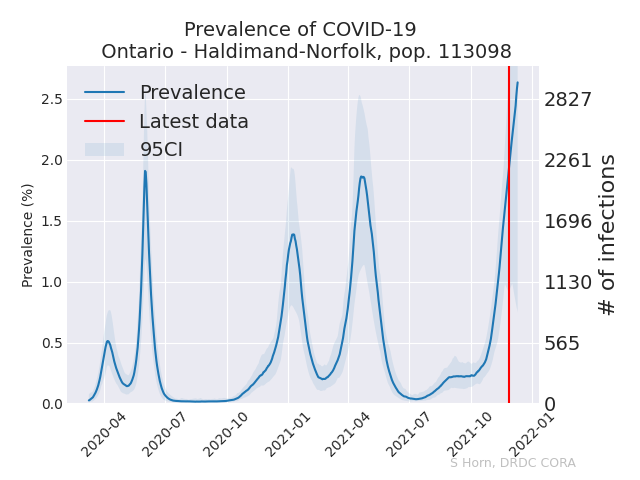 Prevalence of COVID-19
Ontario - Haldimand-Norfolk, pop. 113098
Prevalence
Latest data
95CI
Prevalence (%)
2.5
2.0
1.5
1.0
0.5
0.0
2827
2261
1696
1130
565
0
# of infections
2020-04
2020-07
2020-10
2021-01
2021-04
2021-07
2021-10
2022-01
S Horn, DRDC CORA